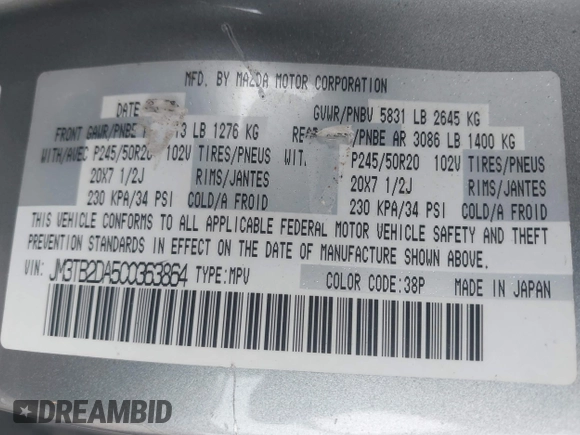 MFD. BY MAZDA MOTOR CORPORATION
DATE GVWR/PNBV 5831 LB 2645 KG
FRONT GAWR/PNBE LB 1276 KG /PNBE AR 3086 LB 1400 KG
WITH/AVEC P245/50R20 102V TIRES/PNEUS P245/50R20 102V TIRES/PNEUS
20X7 1/2J RIMS/JANTES 20X7 1/2J RIMS/JANTES
230 KPA/34 PSI COLD/A FROID 230 KPA/34 PSI COLD/A FROID
THIS VEHICLE CONFORMS TO ALL APPLICABLE FEDERAL MOTOR VEHICLE SAFETY AND THEFT
PREVENTION STANDARDS IN EFFECT ON THE DATE OF MANUFACTURE SHOWN ABOVE.
VIN: JM3TB2DA5C0363864 TYPE:MPV COLOR CODE:38P MADE IN JAPAN
DREAMBID